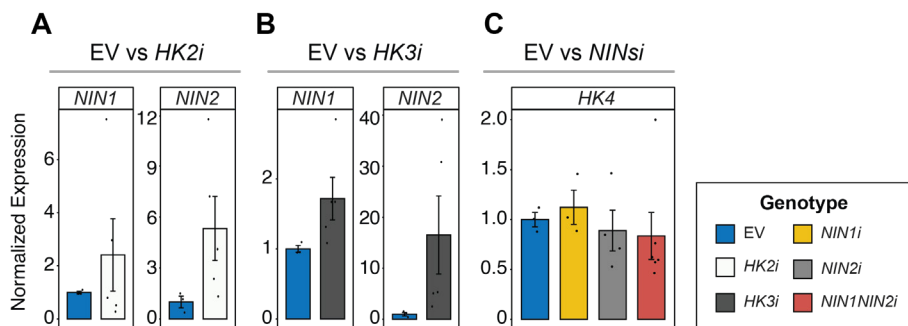 A
EV vs HK2i
B
EV vs HK3i
C
EV vs NINsi
NIN1
NIN2
NIN1
NIN2
HK4
Normalized Expression
6
4
2
0
12
9
6
3
0
2
1
0
40
30
20
10
0
2.0
1.5
1.0
0.5
0.0
Genotype
EV
NIN1i
HK2i
NIN2i
HK3i
NIN1NIN2i